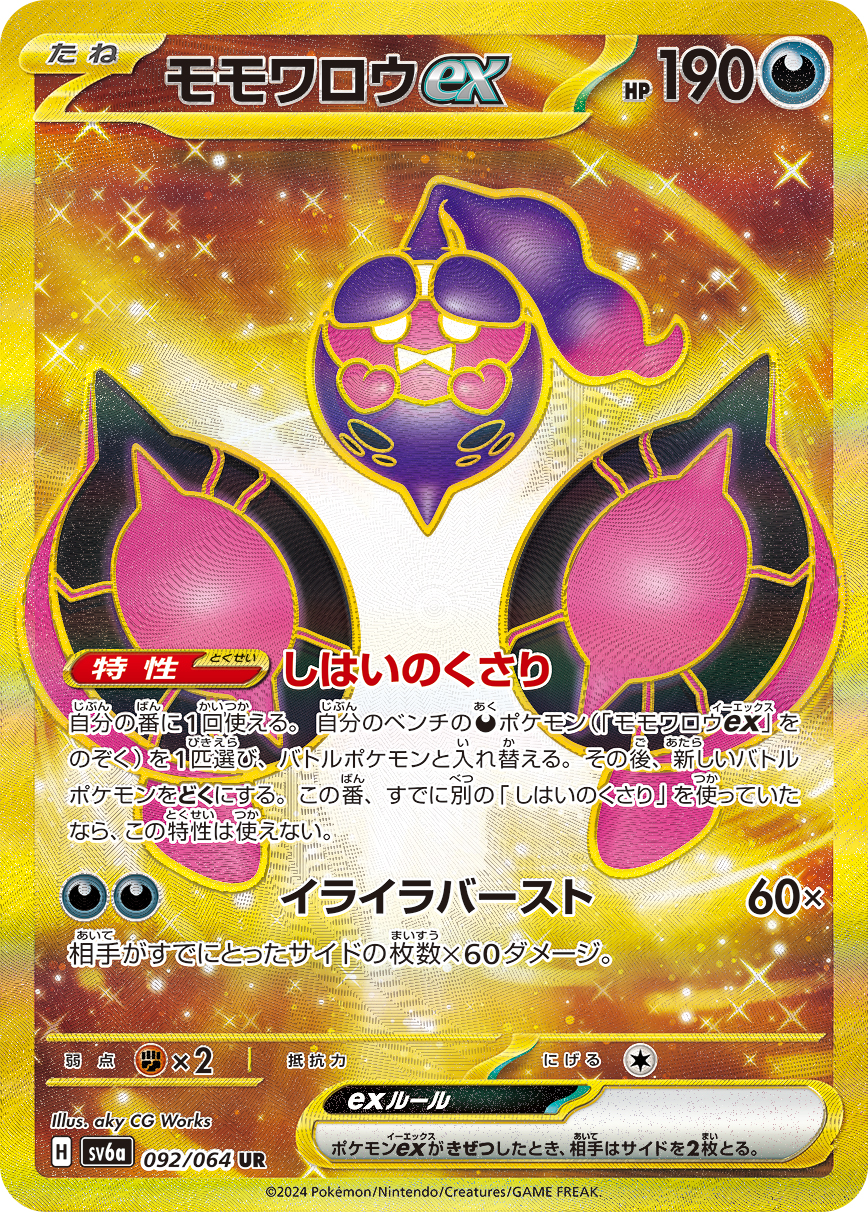 たね
モモワロウex
HP 190
特性 とくせい
しはいのくさり
自分の番に1回使える。自分のベンチのポケモン(「モモワロウex」を
のぞく)を1匹選び、バトルポケモンと入れ替える。その後、新しいバトル
ポケモンをどくにする。この番、すでに別の「しはいのくさり」を使っていた
なら、この特性は使えない。
イライラバースト 60×
相手がすでにとったサイドの枚数×60ダメージ。
弱点 ×2 抵抗力 にげる
exルール
ポケモンexがきぜつしたとき、相手はサイドを2枚とる。
Illus. aky CG Works
H sv6a 092/064 UR
©2024 Pokémon/Nintendo/Creatures/GAME FREAK.